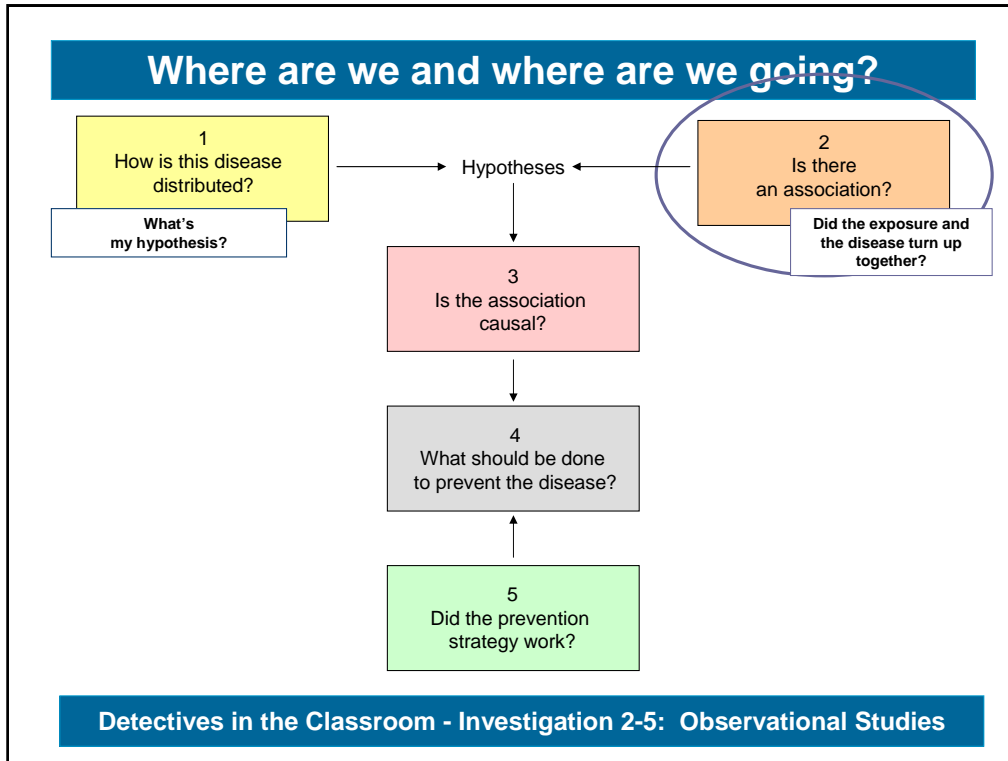 Where are we and where are we going?
1
How is this disease
distributed?
What's
my hypothesis?
Hypotheses
2
Is there
an association?
Did the exposure and
the disease turn up
together?
3
Is the association
causal?
4
What should be done
to prevent the disease?
5
Did the prevention
strategy work?
Detectives in the Classroom - Investigation 2-5:  Observational Studies